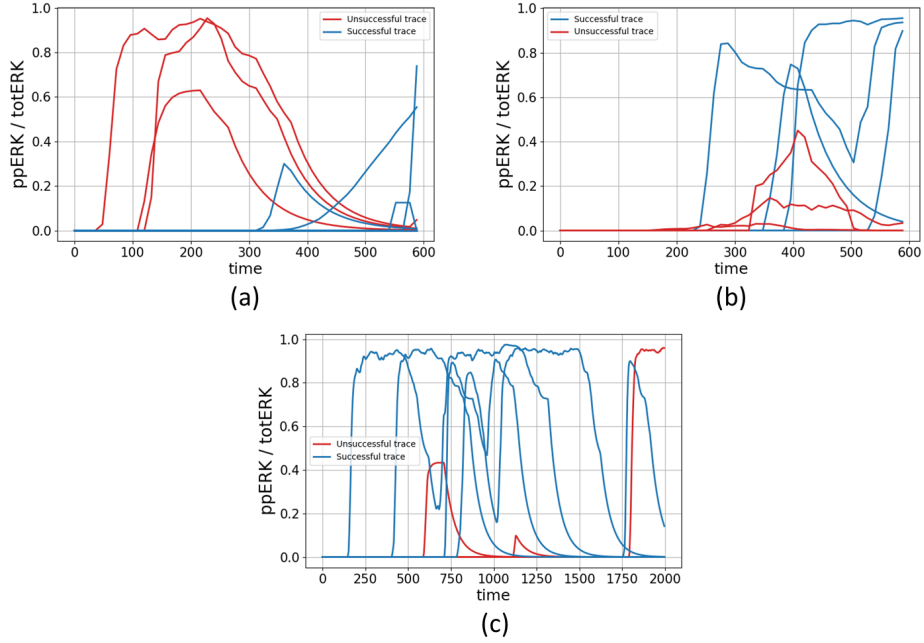 1.0
0.8
0.6
0.4
0.2
0.0
ppERK / totERK
Unsuccessful trace
Successful trace
0 100 200 300 400 500 600
time
(a)
1.0
0.8
0.6
0.4
0.2
0.0
ppERK / totERK
Successful trace
Unsuccessful trace
0 100 200 300 400 500 600
time
(b)
1.0
0.8
0.6
0.4
0.2
0.0
ppERK / totERK
Unsuccessful trace
Successful trace
0 250 500 750 1000 1250 1500 1750 2000
time
(c)